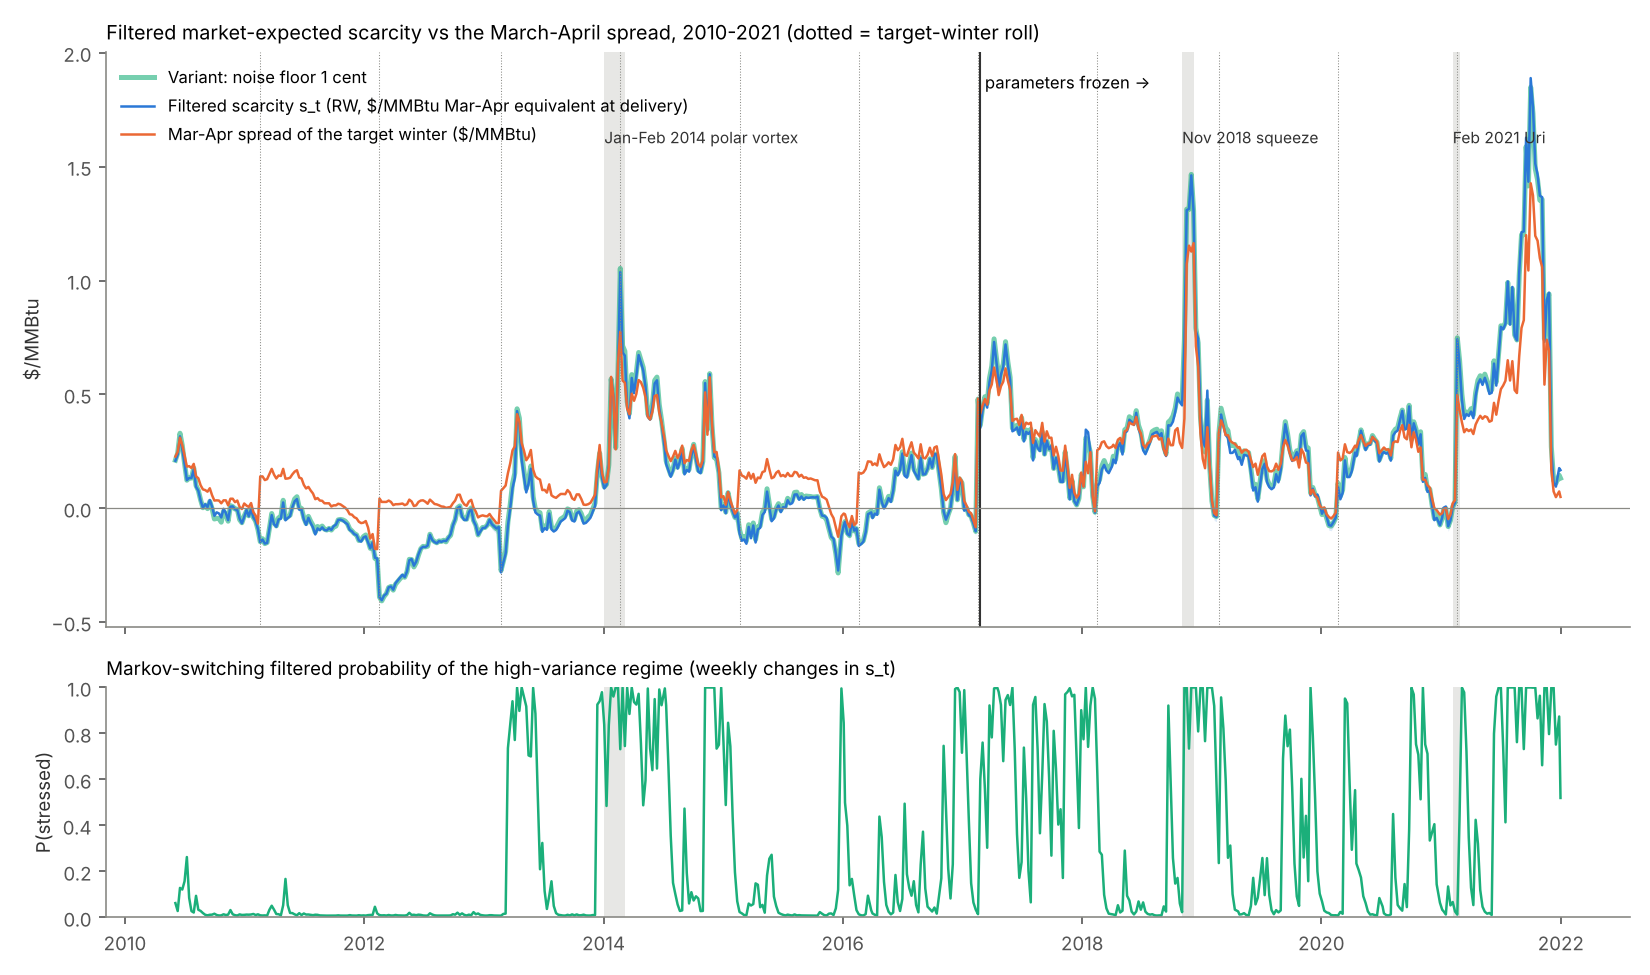 Filtered market-expected scarcity vs the March-April spread, 2010-2021 (dotted = target-winter roll)
2.0
1.5
1.0
0.5
0.0
−0.5
$/MMBtu
Variant: noise floor 1 cent
Filtered scarcity s_t (RW, $/MMBtu Mar-Apr equivalent at delivery)
Mar-Apr spread of the target winter ($/MMBtu)
parameters frozen →
Jan-Feb 2014 polar vortex
Nov 2018 squeeze
Feb 2021 Uri
Markov-switching filtered probability of the high-variance regime (weekly changes in s_t)
1.0
0.8
0.6
0.4
0.2
0.0
P(stressed)
2010
2012
2014
2016
2018
2020
2022